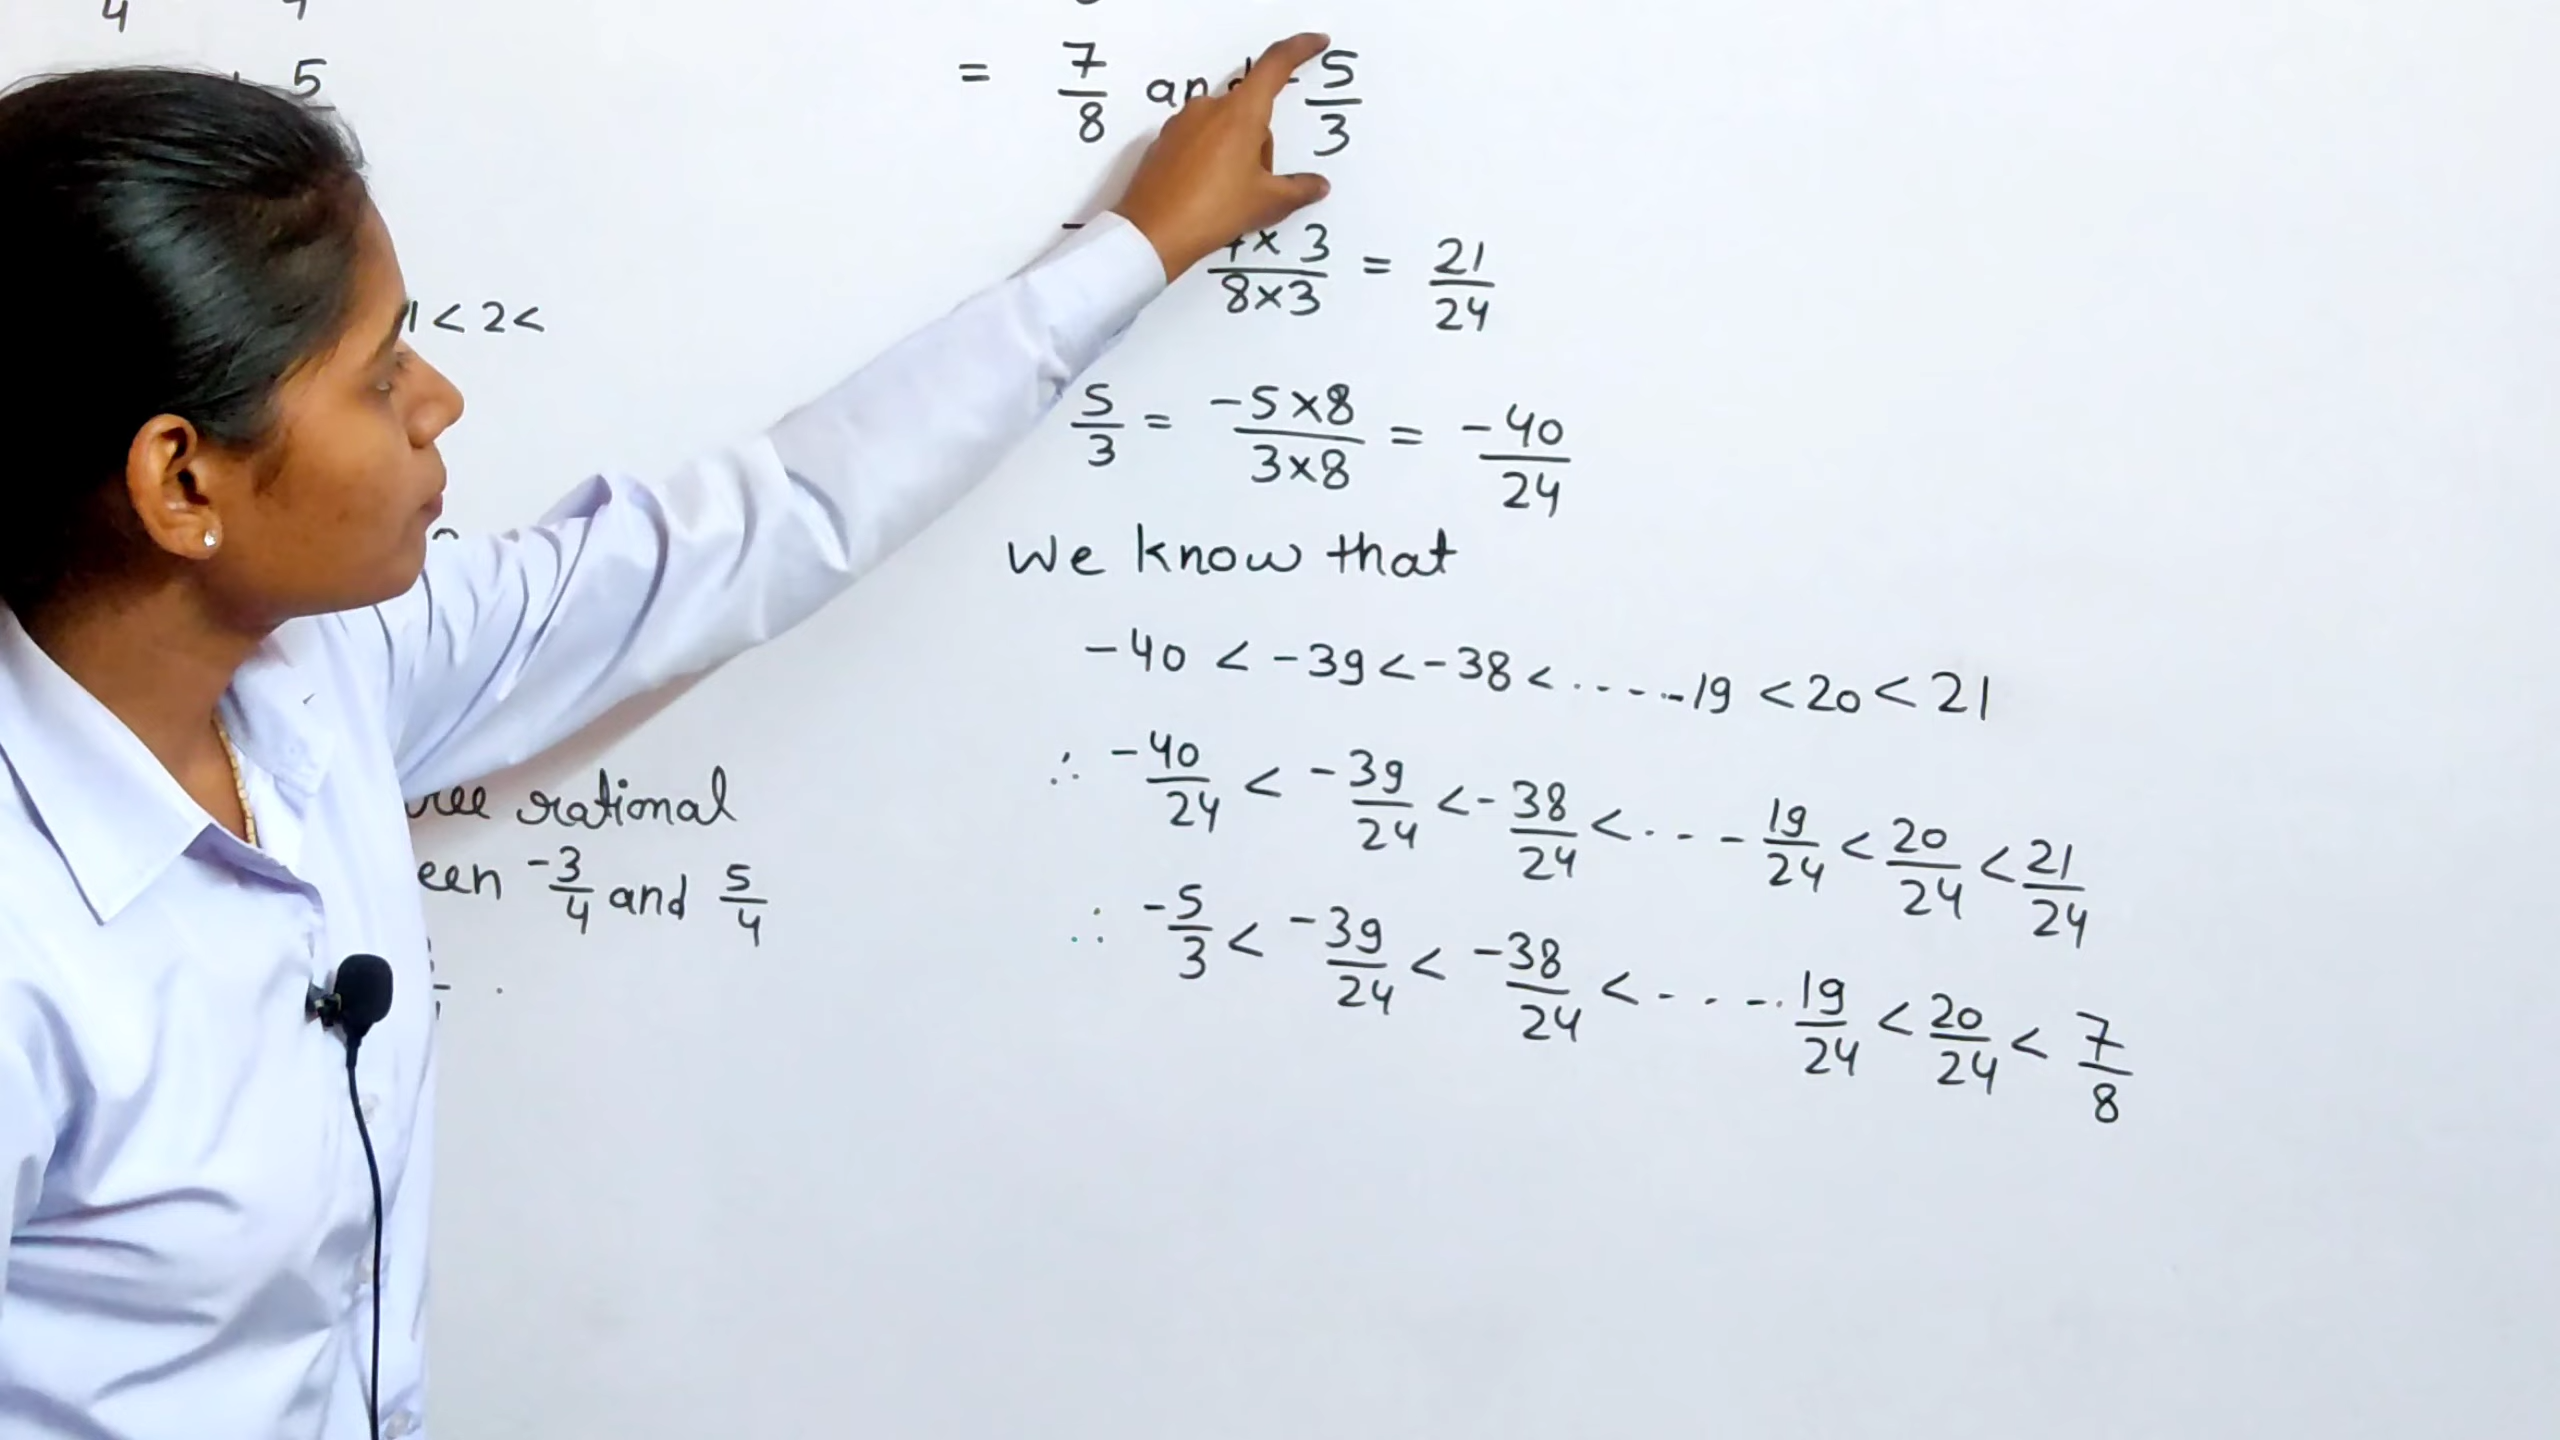 4
5
1 < 2 <
rational
een -3/4 and 5/4
= 7/8 and -5/3
7×3/8×3 = 21/24
5/3 = -5×8/3×8 = -40/24
We know that
-40 < -39 < -38 < ..... 19 < 20 < 21
∴ -40/24 < -39/24 < -38/24 < .... 19/24 < 20/24 < 21/24
∴ -5/3 < -39/24 < -38/24 < .... 19/24 < 20/24 < 7/8